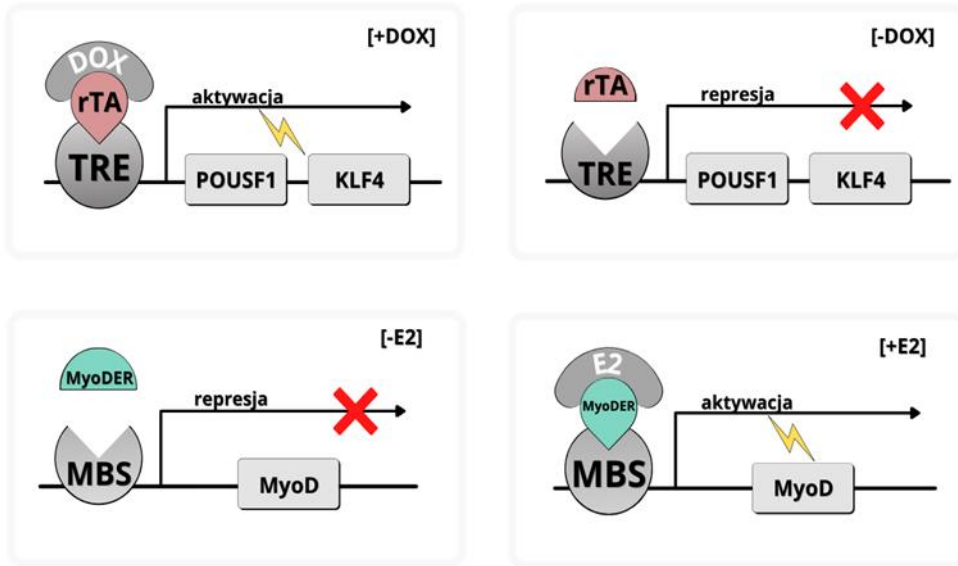 [+DOX]
DOX
rTA
aktywacja
TRE
POUSF1
KLF4
[-DOX]
rTA
represja
TRE
POUSF1
KLF4
[-E2]
MyoDER
represja
MBS
MyoD
[+E2]
E2
MyoDER
aktywacja
MBS
MyoD